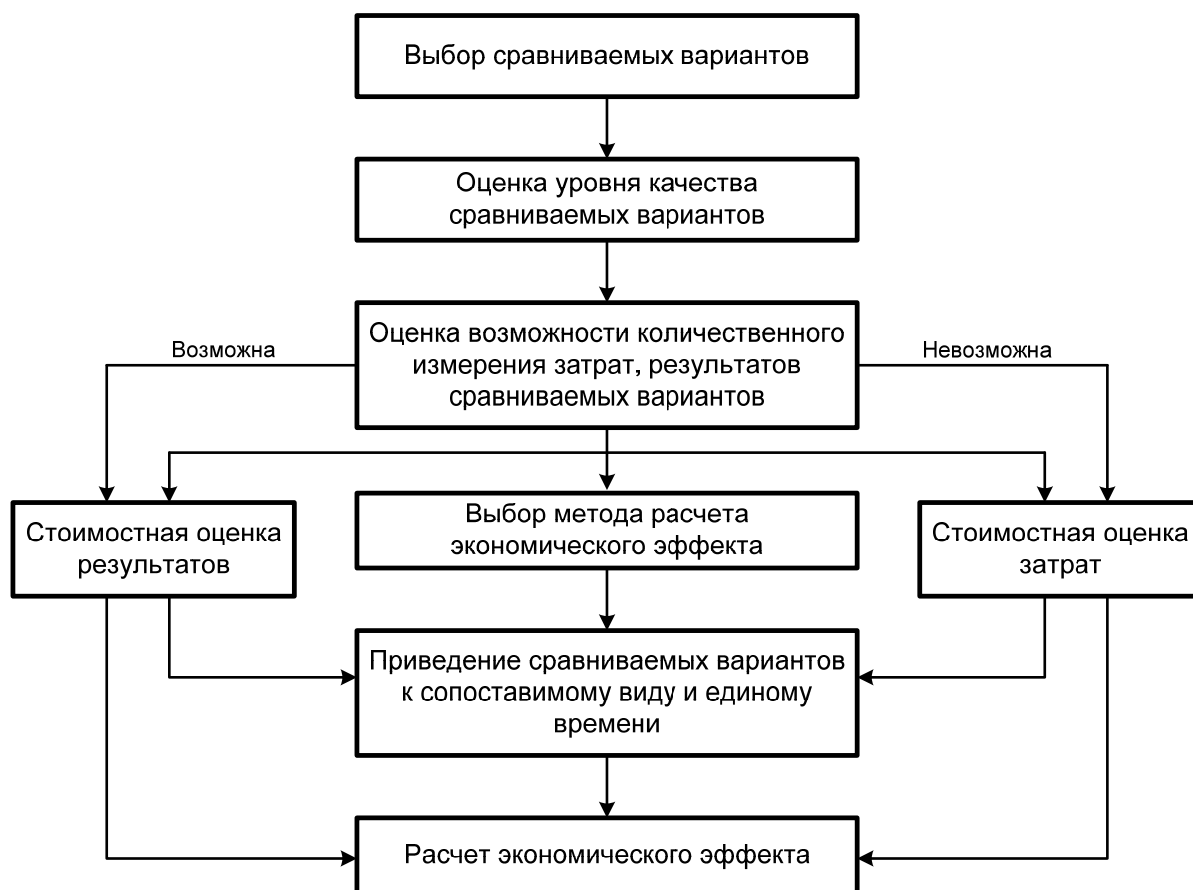 Выбор сравниваемых вариантов
Оценка уровня качества
сравниваемых вариантов
Оценка возможности количественного
измерения затрат, результатов
сравниваемых вариантов
Возможна
Невозможна
Стоимостная оценка
результатов
Выбор метода расчета
экономического эффекта
Стоимостная оценка
затрат
Приведение сравниваемых вариантов
к сопоставимому виду и единому
времени
Расчет экономического эффекта